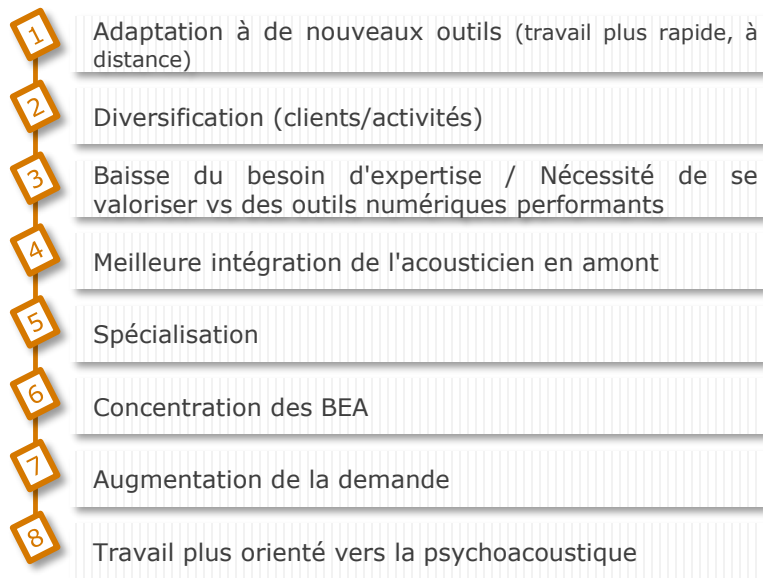 1
Adaptation à de nouveaux outils (travail plus rapide, à
distance)
2
Diversification (clients/activités)
3
Baisse du besoin d'expertise / Nécessité de se
valoriser vs des outils numériques performants
4
Meilleure intégration de l'acousticien en amont
5
Spécialisation
6
Concentration des BEA
7
Augmentation de la demande
8
Travail plus orienté vers la psychoacoustique